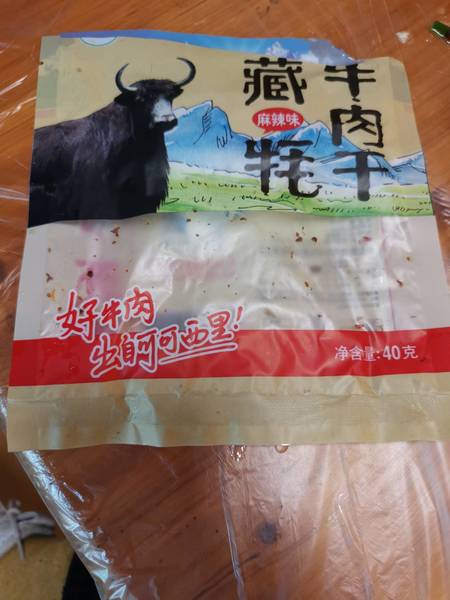 藏牦
牛肉干
麻辣味
好牛肉
出自可可西里!
净含量:40克